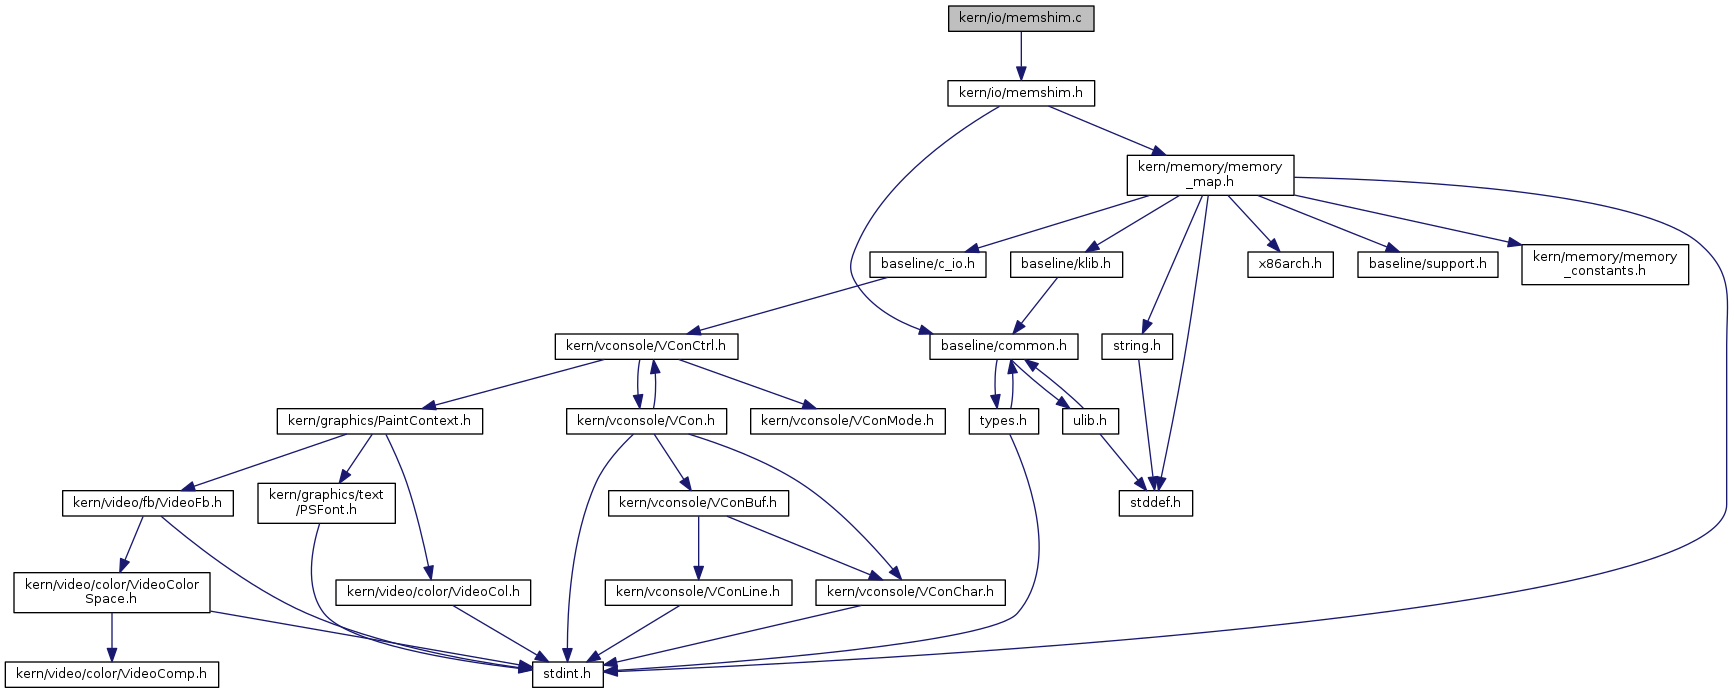 kern/io/memshim.c
kern/io/memshim.h
kern/memory/memory
_map.h
baseline/c_io.h
baseline/klib.h
x86arch.h
baseline/support.h
kern/memory/memory
_constants.h
kern/vconsole/VConCtrl.h
baseline/common.h
string.h
kern/graphics/PaintContext.h
kern/vconsole/VCon.h
kern/vconsole/VConMode.h
types.h
ulib.h
kern/video/fb/VideoFb.h
kern/graphics/text
/PSFont.h
kern/vconsole/VConBuf.h
stddef.h
kern/video/color/VideoColor
Space.h
kern/video/color/VideoCol.h
kern/vconsole/VConLine.h
kern/vconsole/VConChar.h
kern/video/color/VideoComp.h
stdint.h